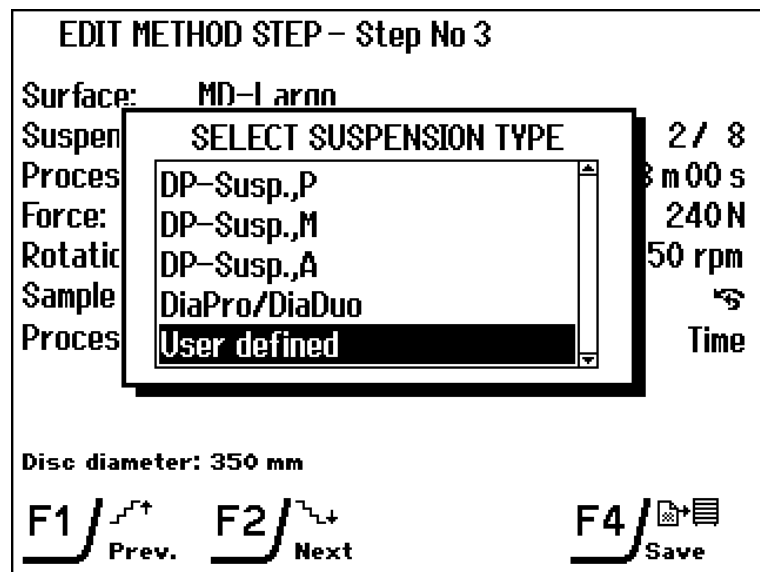 EDIT METHOD STEP – Step No 3
Surface: MD–Largo
Suspen 2/ 8
Proces m 00 s
Force: 240 N
Rotatio 50 rpm
Sample
Proces Time
SELECT SUSPENSION TYPE
DP–Susp.,P
DP–Susp.,M
DP–Susp.,A
DiaPro/DiaDuo
User defined
Disc diameter: 350 mm
F1 Prev. F2 Next F4 Save